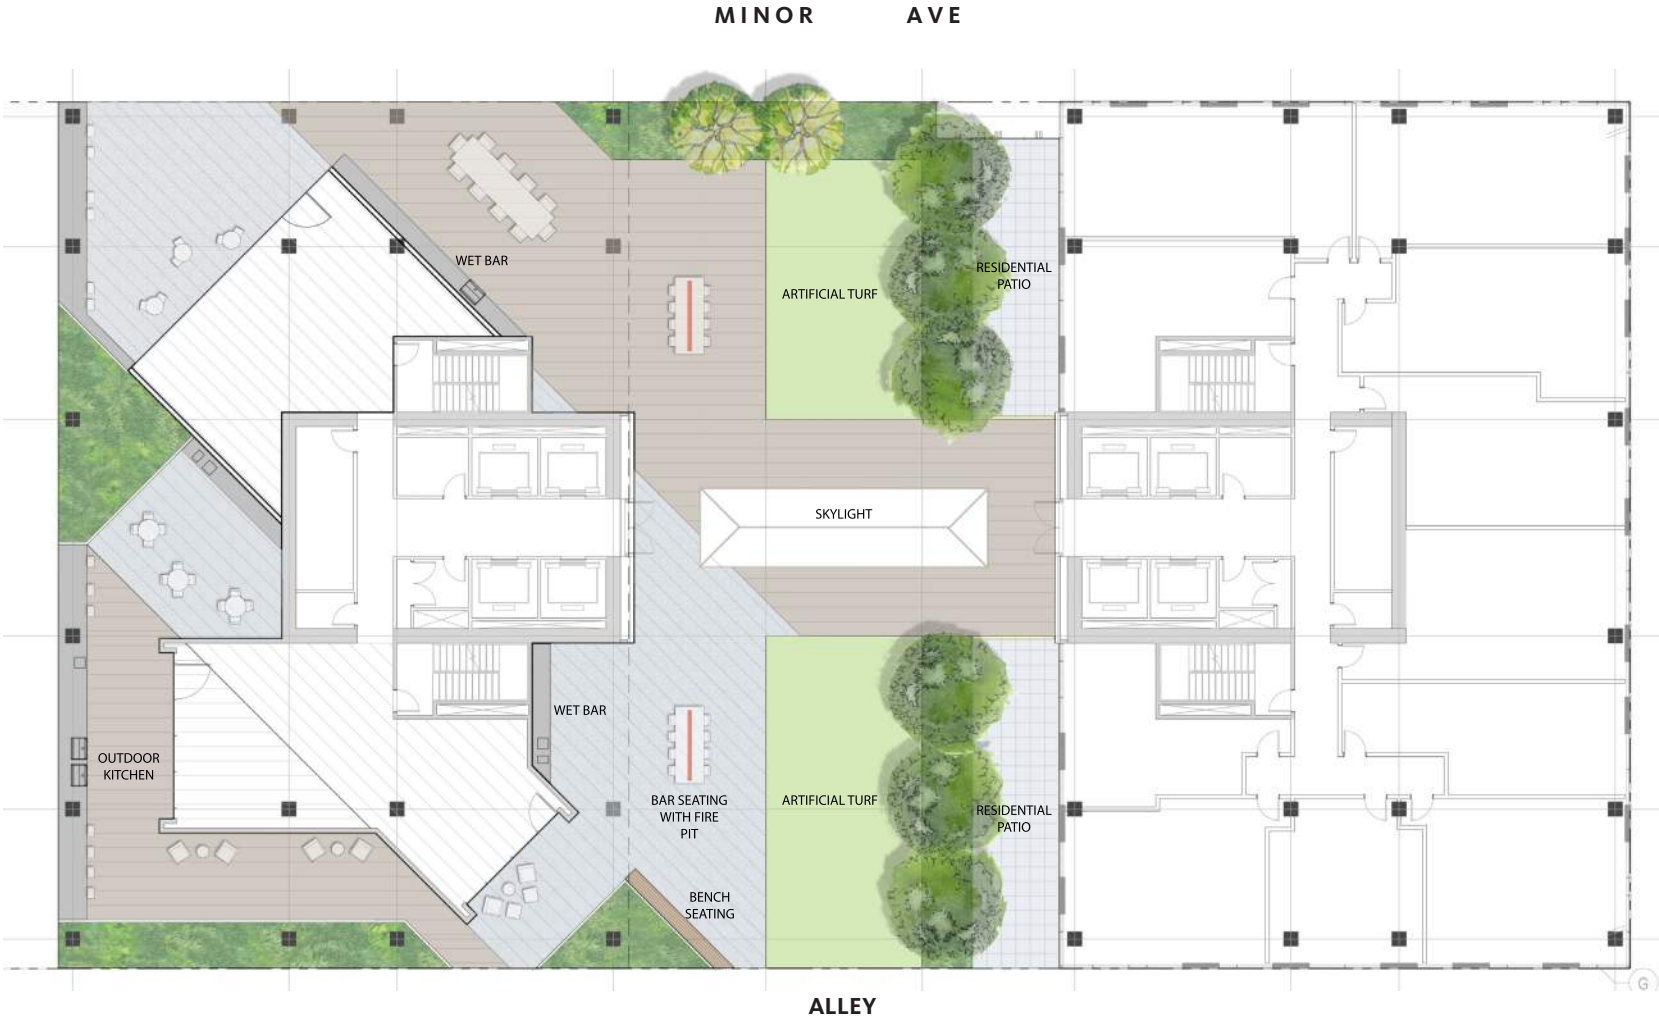 MINOR AVE
WET BAR
RESIDENTIAL
PATIO
ARTIFICIAL TURF
SKYLIGHT
WET BAR
OUTDOOR
KITCHEN
BAR SEATING
WITH FIRE
PIT
ARTIFICIAL TURF
RESIDENTIAL
PATIO
BENCH
SEATING
G
ALLEY